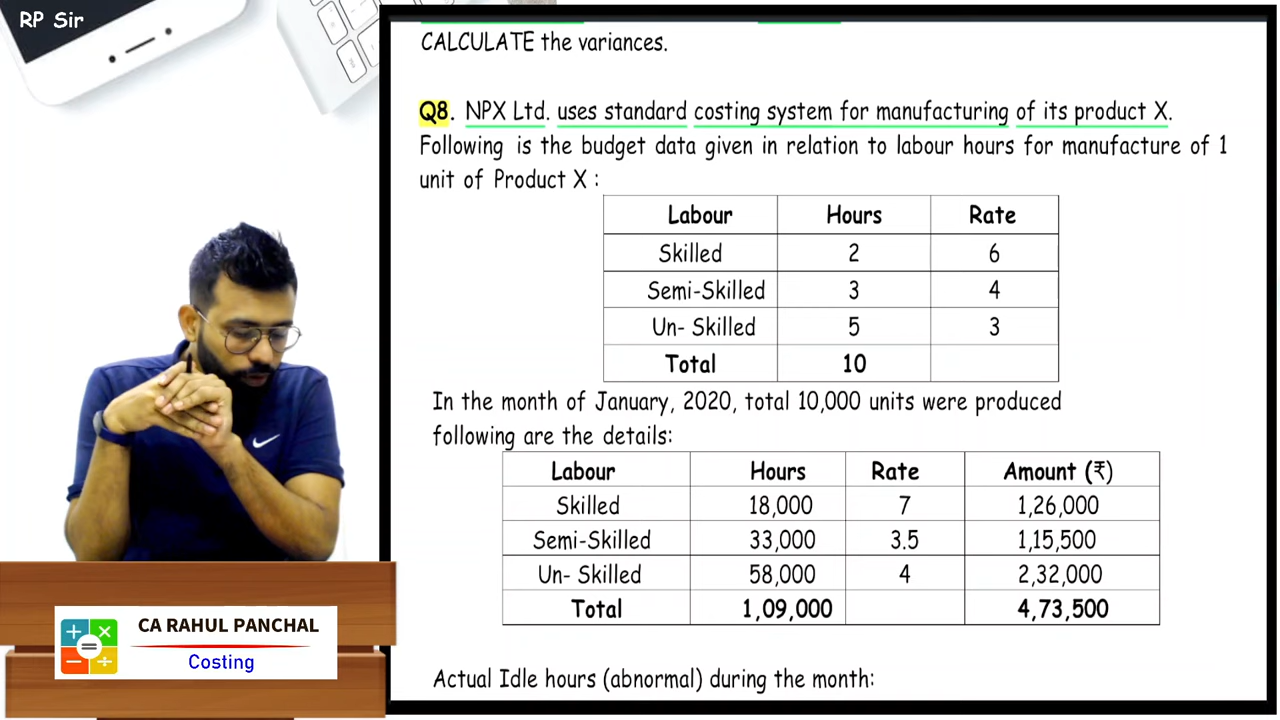 RP Sir
CALCULATE the variances.
Q8. NPX Ltd. uses standard costing system for manufacturing of its product X.
Following is the budget data given in relation to labour hours for manufacture of 1
unit of Product X :
Labour Hours Rate
Skilled 2 6
Semi-Skilled 3 4
Un- Skilled 5 3
Total 10
In the month of January, 2020, total 10,000 units were produced
following are the details:
Labour Hours Rate Amount (₹)
Skilled 18,000 7 1,26,000
Semi-Skilled 33,000 3.5 1,15,500
Un- Skilled 58,000 4 2,32,000
Total 1,09,000 4,73,500
Actual Idle hours (abnormal) during the month:
CA RAHUL PANCHAL
Costing